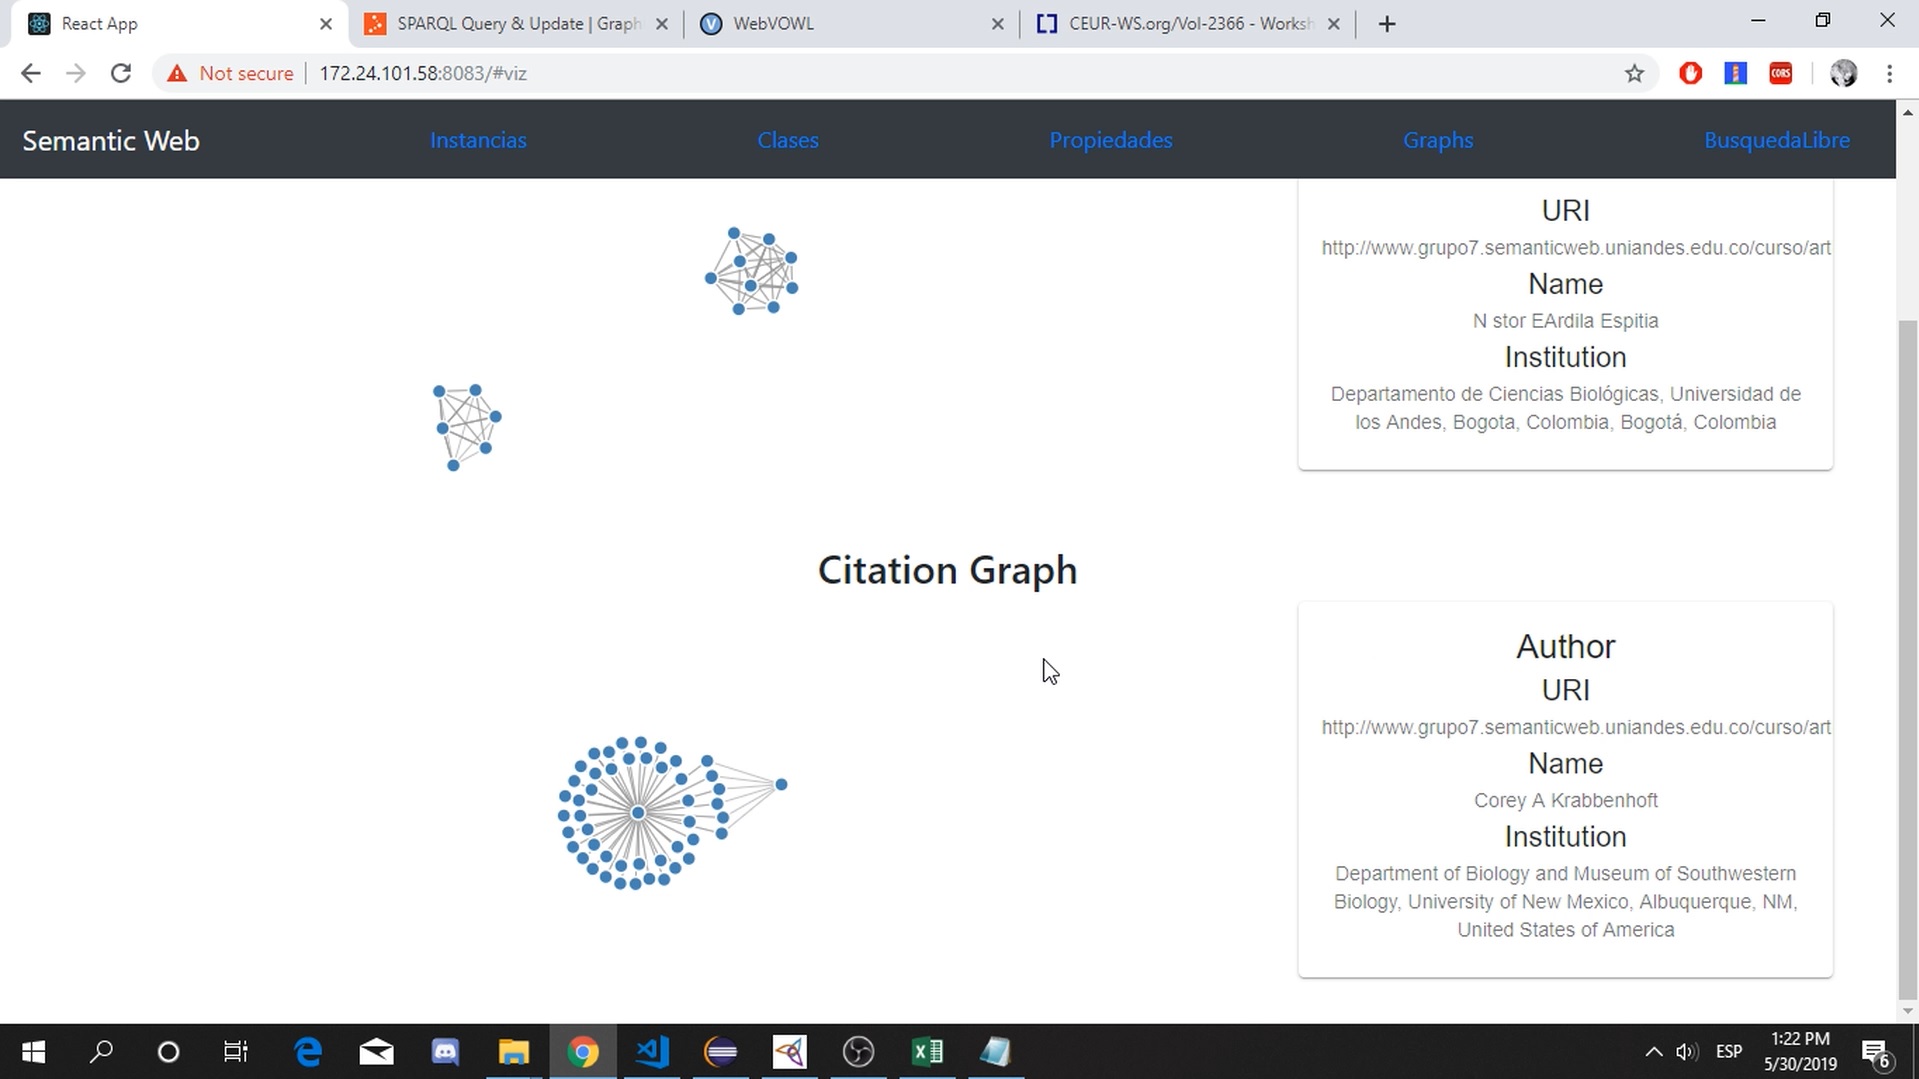 React App
SPARQL Query & Update | Graph
WebVOWL
CEUR-WS.org/Vol-2366 - Worksh
Not secure
172.24.101.58:8083/#viz
CORS
Semantic Web
Instancias
Clases
Propiedades
Graphs
BusquedaLibre
URI
http://www.grupo7.semanticweb.uniandes.edu.co/curso/art
Name
N stor EArdila Espitia
Institution
Departamento de Ciencias Biológicas, Universidad de
los Andes, Bogota, Colombia, Bogotá, Colombia
Citation Graph
Author
URI
http://www.grupo7.semanticweb.uniandes.edu.co/curso/art
Name
Corey A Krabbenhoft
Institution
Department of Biology and Museum of Southwestern
Biology, University of New Mexico, Albuquerque, NM,
United States of America
ESP
1:22 PM
5/30/2019
6